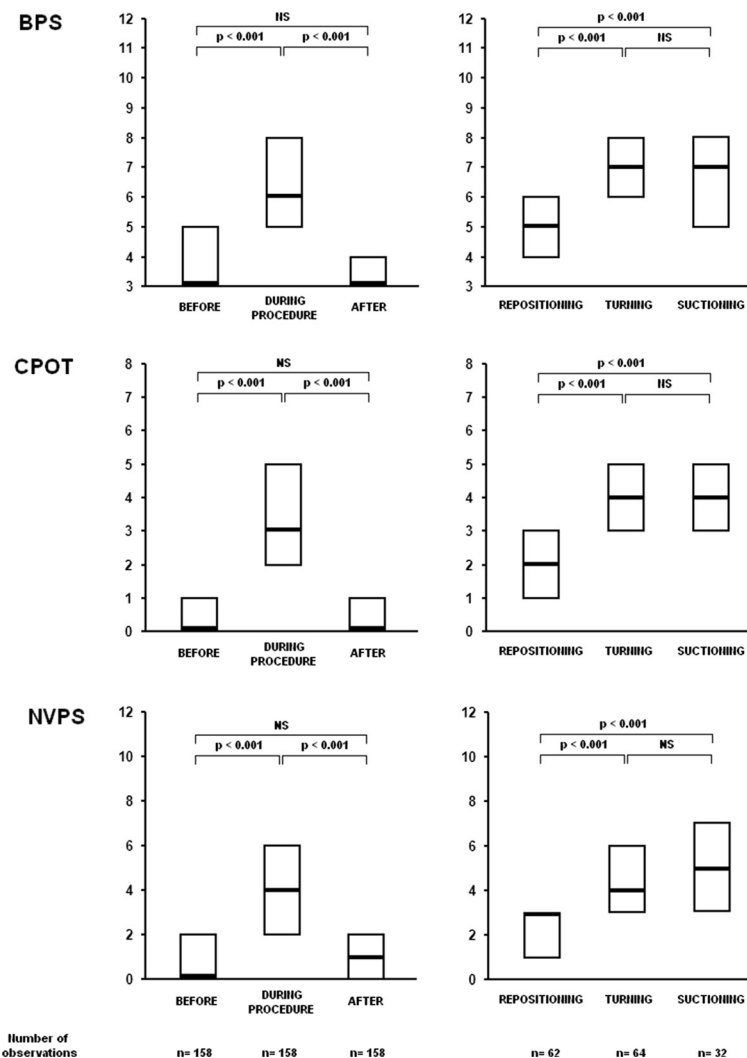 BPS
NS
p < 0.001 p < 0.001
12
11
10
9
8
7
6
5
4
3
BEFORE DURING PROCEDURE AFTER
p < 0.001
p < 0.001 NS
12
11
10
9
8
7
6
5
4
3
REPOSITIONING TURNING SUCTIONING
CPOT
NS
p < 0.001 p < 0.001
8
7
6
5
4
3
2
1
0
BEFORE DURING PROCEDURE AFTER
p < 0.001
p < 0.001 NS
8
7
6
5
4
3
2
1
0
REPOSITIONING TURNING SUCTIONING
NVPS
NS
p < 0.001 p < 0.001
12
10
8
6
4
2
0
BEFORE DURING PROCEDURE AFTER
p < 0.001
p < 0.001 NS
12
10
8
6
4
2
0
REPOSITIONING TURNING SUCTIONING
Number of
observations n= 158 n= 158 n= 158 n= 62 n= 64 n= 32